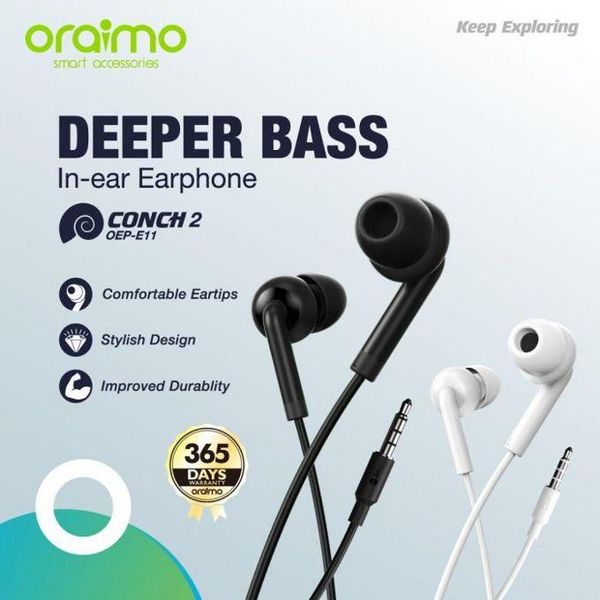 oraimo
smart accessories
Keep Exploring
DEEPER BASS
In-ear Earphone
CONCH 2
OEP-E11
Comfortable Eartips
Stylish Design
Improved Durablity
365
DAYS
WARRANTY
oraimo